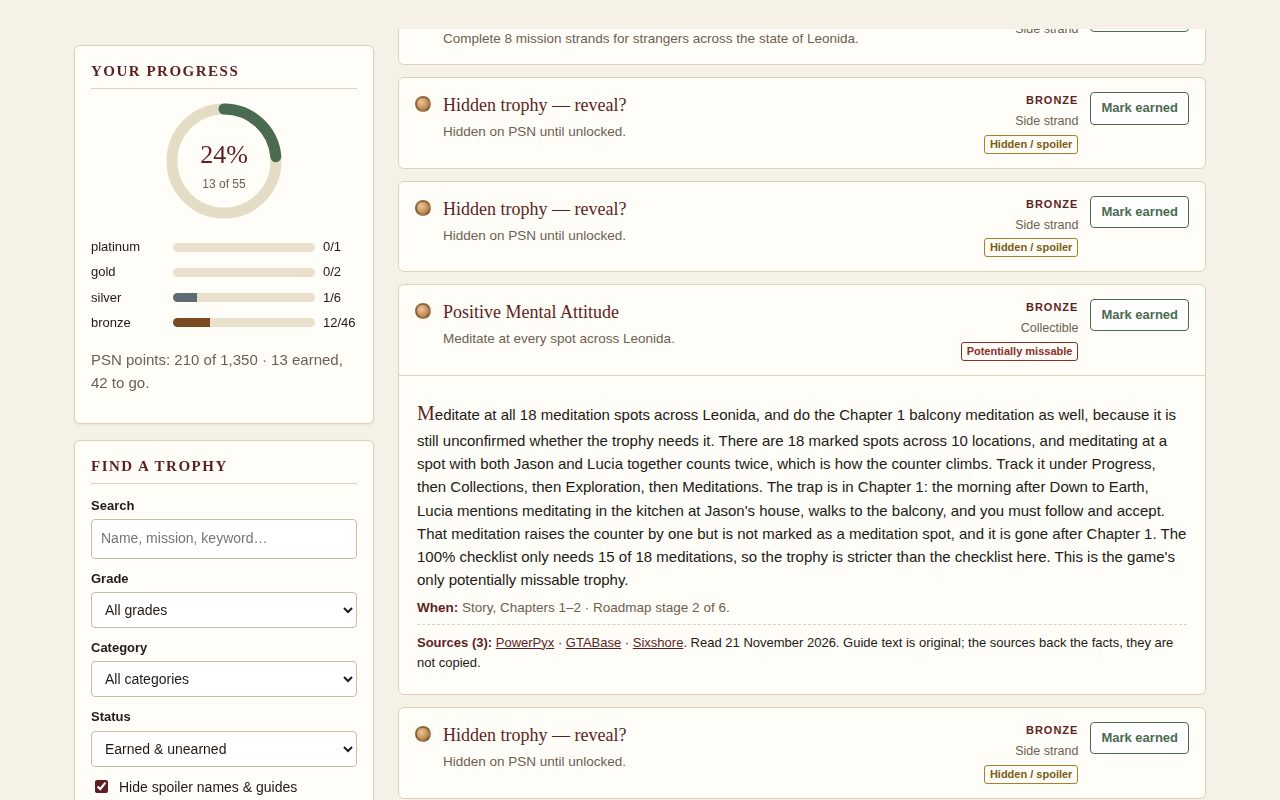 YOUR PROGRESS
24%
13 of 55
platinum 0/1
gold 0/2
silver 1/6
bronze 12/46
PSN points: 210 of 1,350 · 13 earned,
42 to go.
FIND A TROPHY
Search
Name, mission, keyword…
Grade
All grades
Category
All categories
Status
Earned & unearned
Hide spoiler names & guides
Side strand
Complete 8 mission strands for strangers across the state of Leonida.
Hidden trophy — reveal?
Hidden on PSN until unlocked.
BRONZE
Side strand
Hidden / spoiler
Mark earned
Hidden trophy — reveal?
Hidden on PSN until unlocked.
BRONZE
Side strand
Hidden / spoiler
Mark earned
Positive Mental Attitude
Meditate at every spot across Leonida.
BRONZE
Collectible
Potentially missable
Mark earned
Meditate at all 18 meditation spots across Leonida, and do the Chapter 1 balcony meditation as well, because it is
still unconfirmed whether the trophy needs it. There are 18 marked spots across 10 locations, and meditating at a
spot with both Jason and Lucia together counts twice, which is how the counter climbs. Track it under Progress,
then Collections, then Exploration, then Meditations. The trap is in Chapter 1: the morning after Down to Earth,
Lucia mentions meditating in the kitchen at Jason's house, walks to the balcony, and you must follow and accept.
That meditation raises the counter by one but is not marked as a meditation spot, and it is gone after Chapter 1. The
100% checklist only needs 15 of 18 meditations, so the trophy is stricter than the checklist here. This is the game's
only potentially missable trophy.
When: Story, Chapters 1–2 · Roadmap stage 2 of 6.
Sources (3): PowerPyx · GTABase · Sixshore. Read 21 November 2026. Guide text is original; the sources back the facts, they are
not copied.
Hidden trophy — reveal?
Hidden on PSN until unlocked.
BRONZE
Side strand
Hidden / spoiler
Mark earned